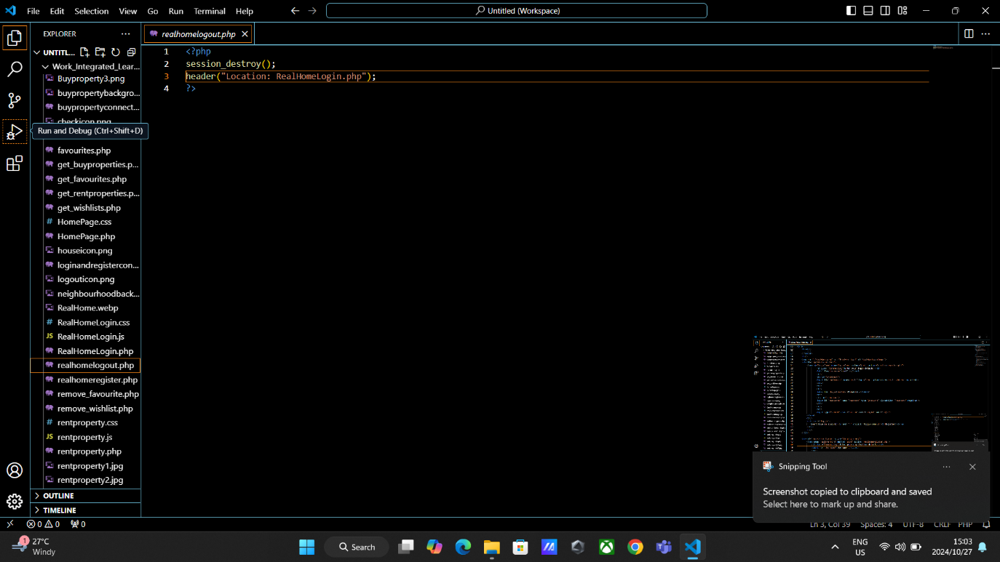 File Edit Selection View Go Run Terminal Help
Untitled (Workspace)
EXPLORER
realhomelogout.php
UNTITL...
Work_Integrated_Lear...
Buyproperty3.png
buypropertybackgro...
buypropertyconnect...
checkicon.png
Run and Debug (Ctrl+Shift+D)
favourites.php
get_buyproperties.p...
get_favourites.php
get_rentproperties.p...
get_wishlists.php
HomePage.css
HomePage.php
houseicon.png
loginandregistercon...
logouticon.png
neighbourhoodback...
RealHome.webp
RealHomeLogin.css
JS RealHomeLogin.js
RealHomeLogin.php
realhomelogout.php
realhomeregister.php
remove_favourite.php
remove_wishlist.php
rentproperty.css
JS rentproperty.js
rentproperty.php
rentproperty1.jpg
rentproperty2.jpg
OUTLINE
TIMELINE
1 <?php
2 session_destroy();
3 header("Location: RealHomeLogin.php");
4 ?>
Snipping Tool
Screenshot copied to clipboard and saved
Select here to mark up and share.
0 0 0
Ln 3, Col 39 Spaces: 4 UTF-8 CRLF PHP
1
27°C
Windy
Search
ENG
US
15:03
2024/10/27